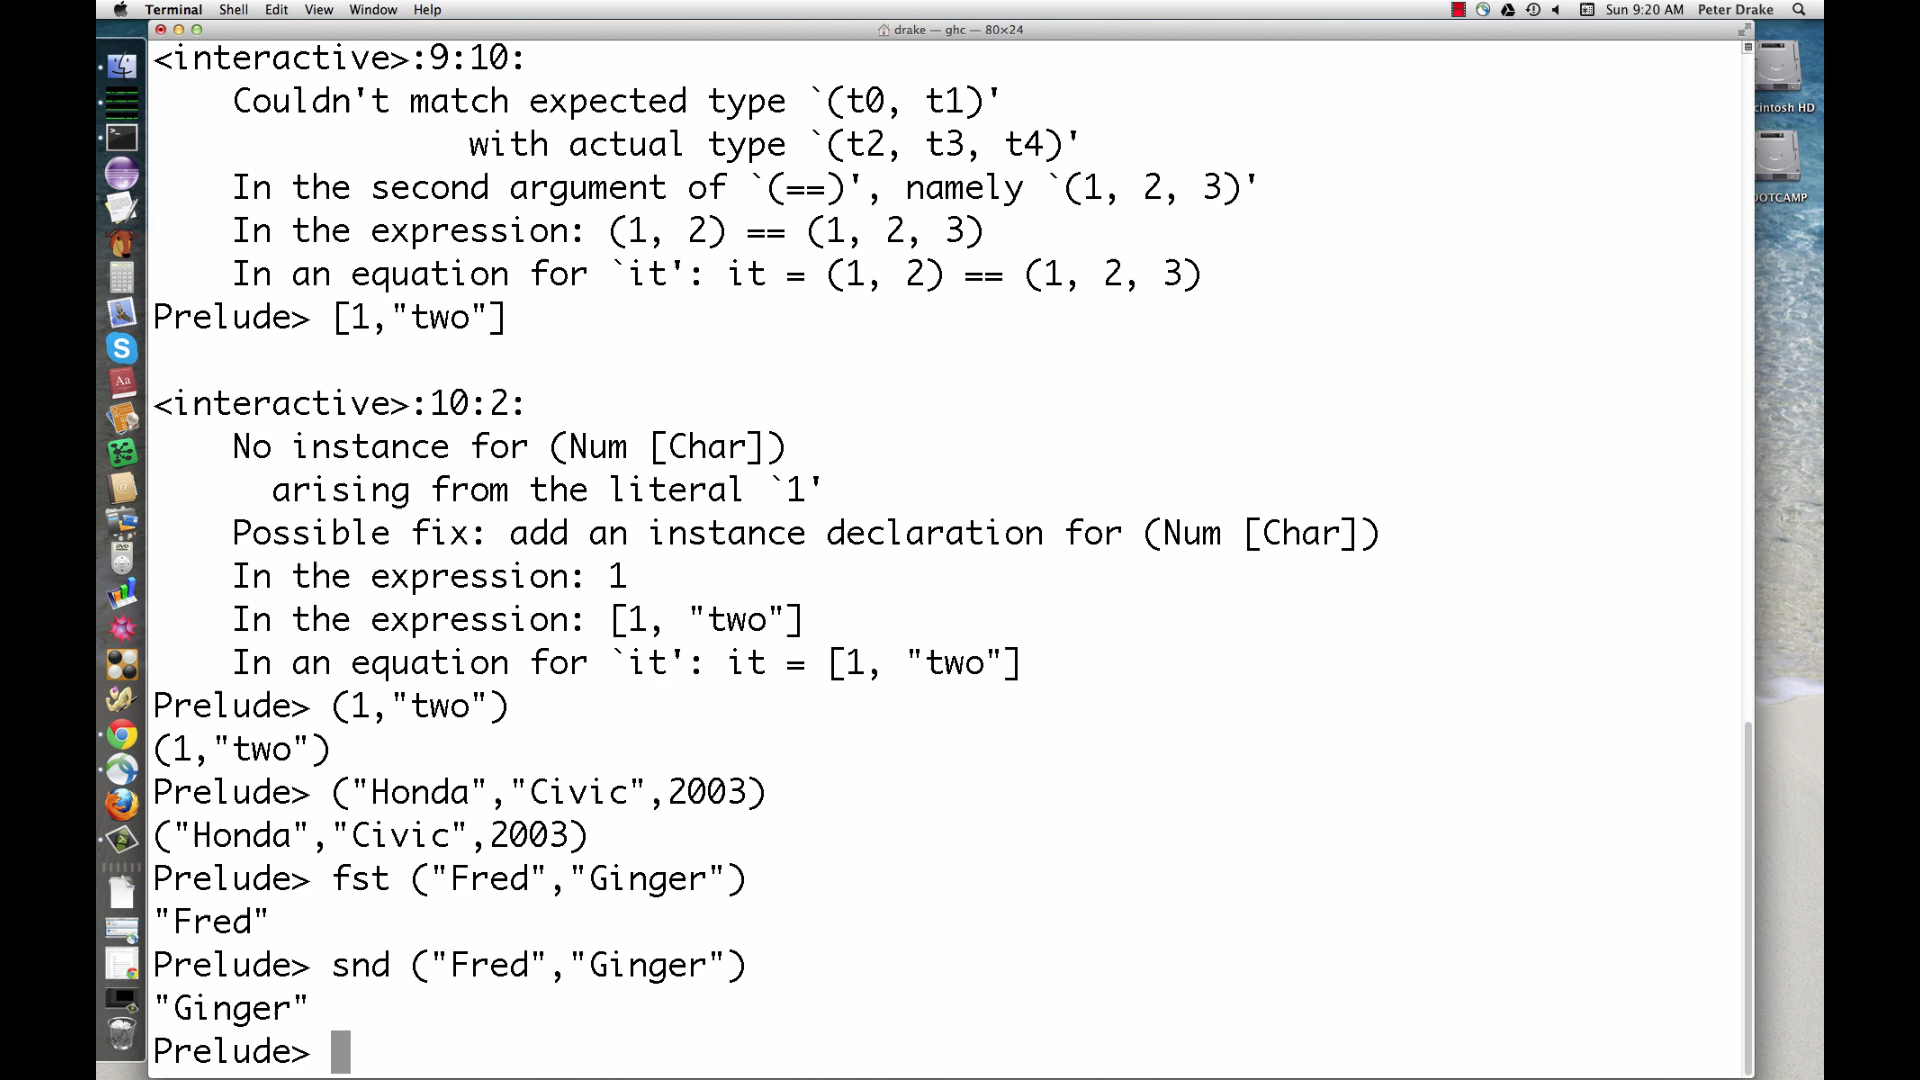 Terminal Shell Edit View Window Help Sun 9:20 AM Peter Drake
drake — ghc — 80×24
<interactive>:9:10:
    Couldn't match expected type `(t0, t1)'
                with actual type `(t2, t3, t4)'
    In the second argument of `(==)', namely `(1, 2, 3)'
    In the expression: (1, 2) == (1, 2, 3)
    In an equation for `it': it = (1, 2) == (1, 2, 3)
Prelude> [1,"two"]
<interactive>:10:2:
    No instance for (Num [Char])
      arising from the literal `1'
    Possible fix: add an instance declaration for (Num [Char])
    In the expression: 1
    In the expression: [1, "two"]
    In an equation for `it': it = [1, "two"]
Prelude> (1,"two")
(1,"two")
Prelude> ("Honda","Civic",2003)
("Honda","Civic",2003)
Prelude> fst ("Fred","Ginger")
"Fred"
Prelude> snd ("Fred","Ginger")
"Ginger"
Prelude>
cintosh HD
OOTCAMP
S
Aa
DVD